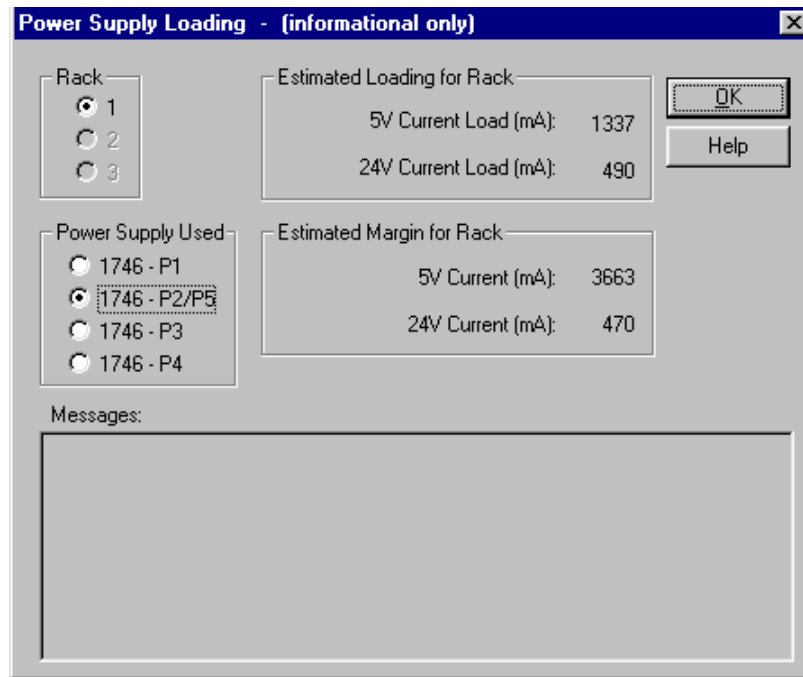 Power Supply Loading - (informational only)
Rack
1
2
3
Estimated Loading for Rack
5V Current Load (mA): 1337
24V Current Load (mA): 490
OK
Help
Power Supply Used
1746 - P1
1746 - P2/P5
1746 - P3
1746 - P4
Estimated Margin for Rack
5V Current (mA): 3663
24V Current (mA): 470
Messages: